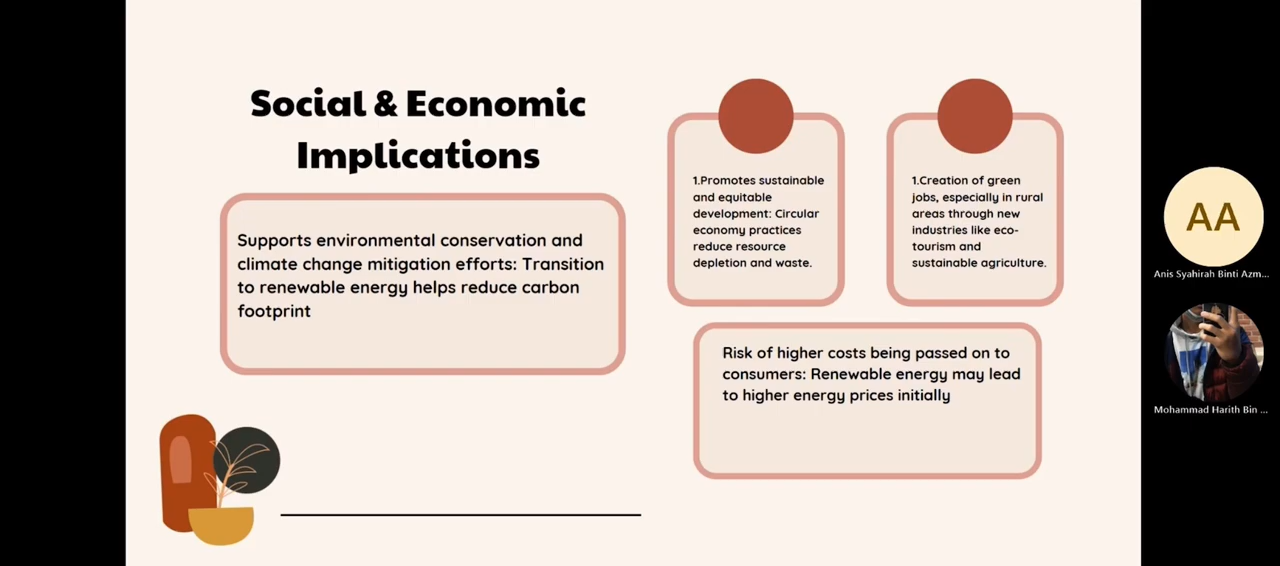 Social & Economic
Implications
Supports environmental conservation and
climate change mitigation efforts: Transition
to renewable energy helps reduce carbon
footprint
1.Promotes sustainable
and equitable
development: Circular
economy practices
reduce resource
depletion and waste.
1.Creation of green
jobs, especially in rural
areas through new
industries like eco-
tourism and
sustainable agriculture.
Risk of higher costs being passed on to
consumers: Renewable energy may lead
to higher energy prices initially
AA
Anis Syahirah Binti Azm...
Mohammad Harith Bin ...